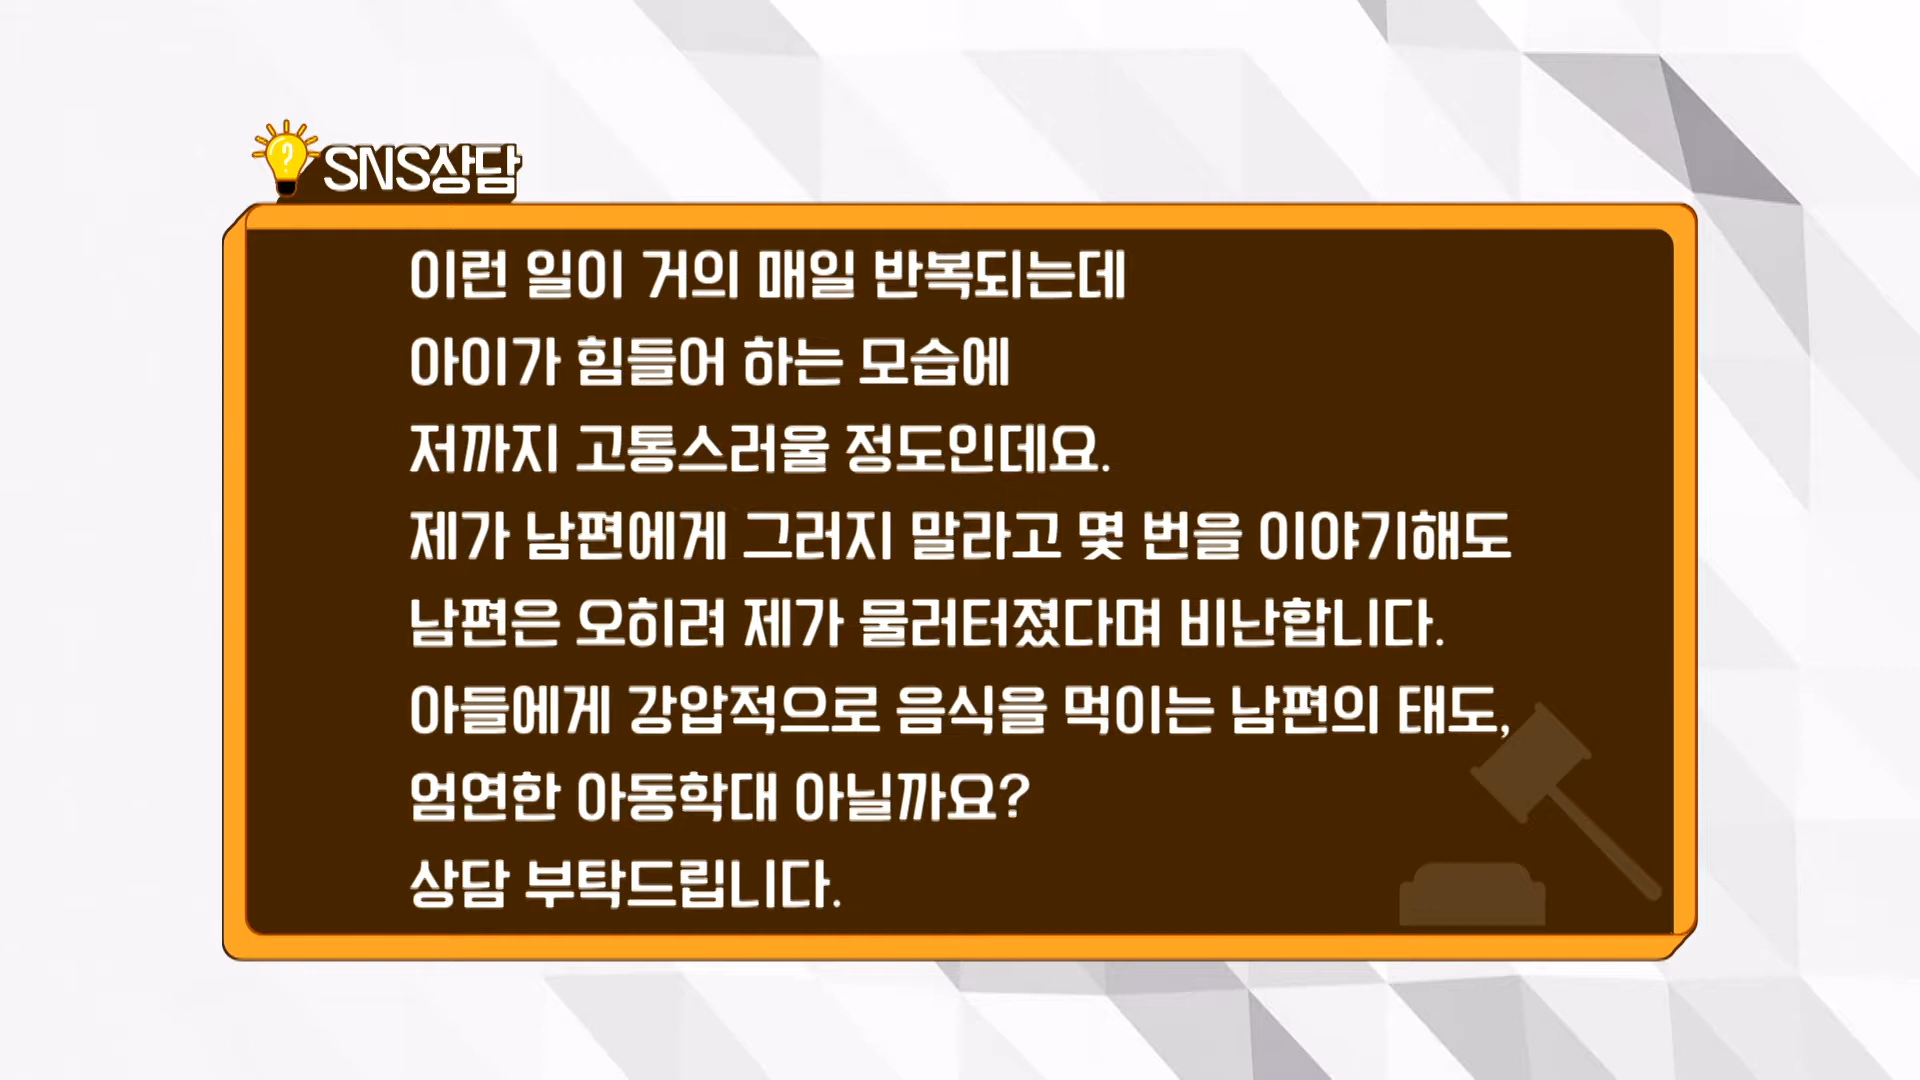 SNS상담
이런 일이 거의 매일 반복되는데
아이가 힘들어 하는 모습에
저까지 고통스러울 정도인데요.
제가 남편에게 그러지 말라고 몇 번을 이야기해도
남편은 오히려 제가 물러터졌다며 비난합니다.
아들에게 강압적으로 음식을 먹이는 남편의 태도,
엄연한 아동학대 아닐까요?
상담 부탁드립니다.